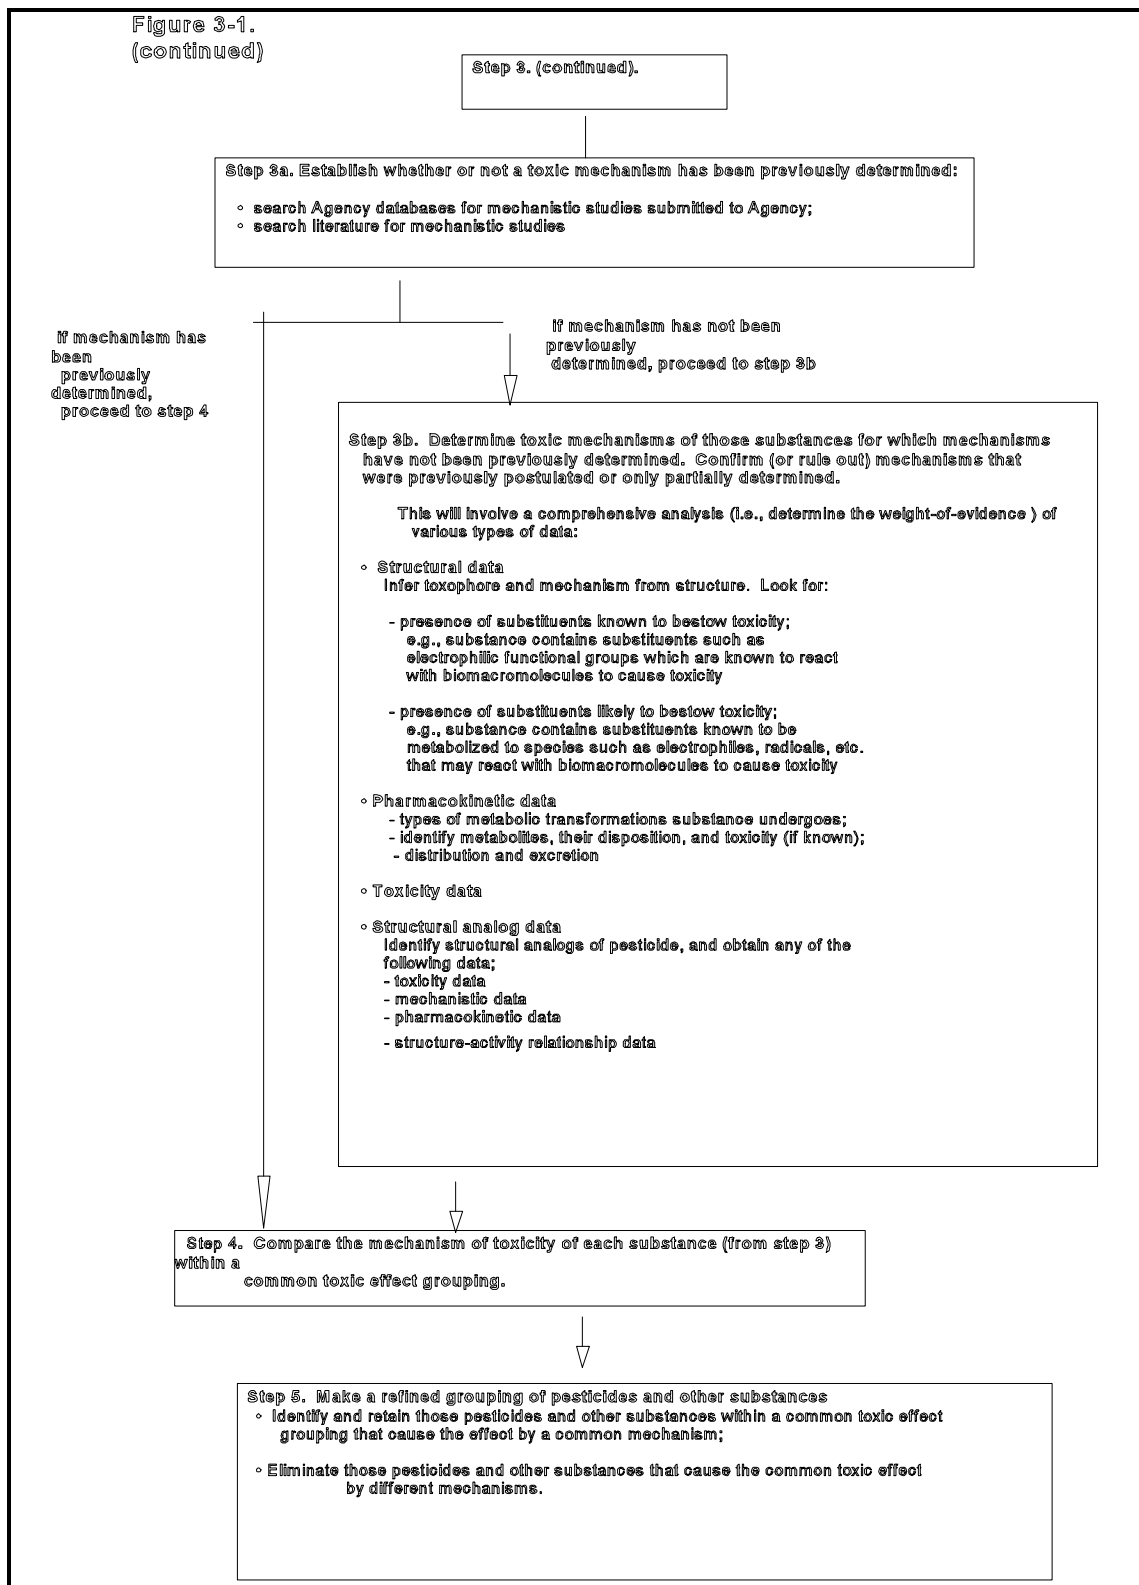 Figure 3-1.
(continued)
Step 3. (continued).
Step 3a. Establish whether or not a toxic mechanism has been previously determined:
◦ search Agency databases for mechanistic studies submitted to Agency;
◦ search literature for mechanistic studies
if mechanism has
been
previously
determined,
proceed to step 4
if mechanism has not been
previously
determined, proceed to step 3b
Step 3b. Determine toxic mechanisms of those substances for which mechanisms
have not been previously determined. Confirm (or rule out) mechanisms that
were previously postulated or only partially determined.
This will involve a comprehensive analysis (i.e., determine the weight-of-evidence ) of
various types of data:
◦ Structural data
Infer toxophore and mechanism from structure. Look for:
- presence of substituents known to bestow toxicity;
e.g., substance contains substituents such as
electrophilic functional groups which are known to react
with biomacromolecules to cause toxicity
- presence of substituents likely to bestow toxicity;
e.g., substance contains substituents known to be
metabolized to species such as electrophiles, radicals, etc.
that may react with biomacromolecules to cause toxicity
◦ Pharmacokinetic data
- types of metabolic transformations substance undergoes;
- identify metabolites, their disposition, and toxicity (if known);
- distribution and excretion
◦ Toxicity data
◦ Structural analog data
Identify structural analogs of pesticide, and obtain any of the
following data;
- toxicity data
- mechanistic data
- pharmacokinetic data
- structure-activity relationship data
Step 4. Compare the mechanism of toxicity of each substance (from step 3)
within a
common toxic effect grouping.
Step 5. Make a refined grouping of pesticides and other substances
◦ Identify and retain those pesticides and other substances within a common toxic effect
grouping that cause the effect by a common mechanism;
◦ Eliminate those pesticides and other substances that cause the common toxic effect
by different mechanisms.